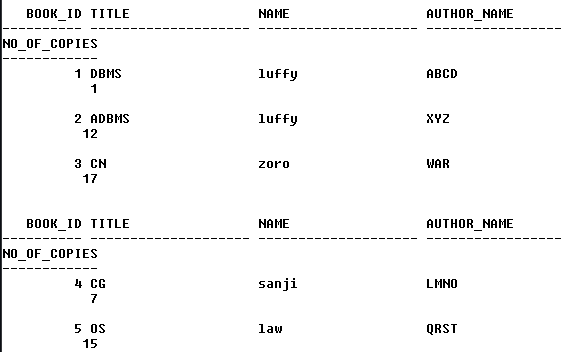 BOOK_ID TITLE NAME AUTHOR_NAME
-------------------- -------------------- -------------------- --------------------
NO_OF_COPIES
------------
1 DBMS luffy ABCD
1
2 ADBMS luffy XYZ
12
3 CN zoro WAR
17
BOOK_ID TITLE NAME AUTHOR_NAME
-------------------- -------------------- -------------------- --------------------
NO_OF_COPIES
------------
4 CG sanji LMNO
7
5 OS law QRST
15